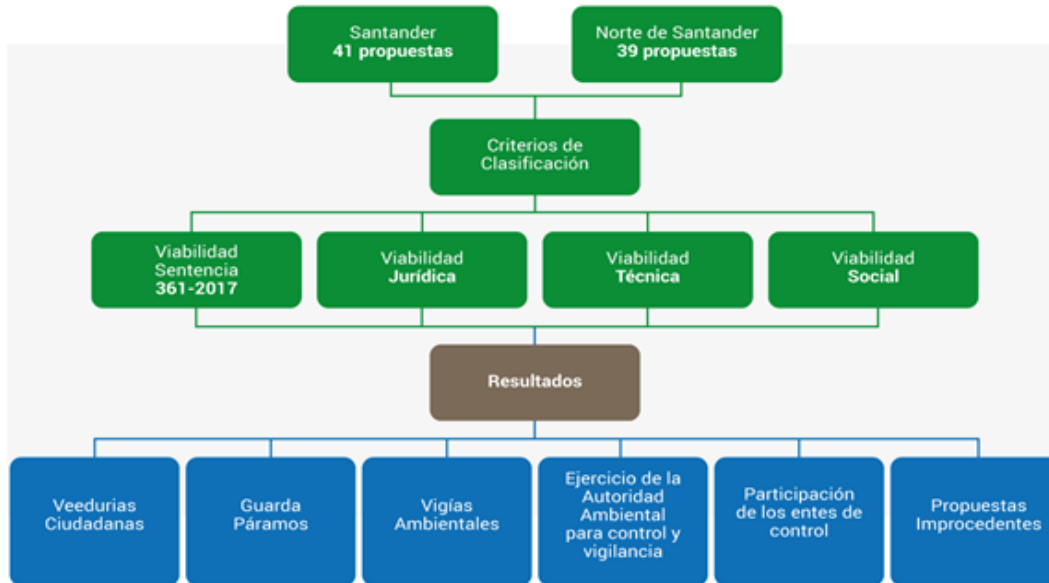 Santander
41 propuestas
Norte de Santander
39 propuestas
Criterios de
Clasificación
Viabilidad
Sentencia
361-2017
Viabilidad
Jurídica
Viabilidad
Técnica
Viabilidad
Social
Resultados
Veedurias
Ciudadanas
Guarda
Páramos
Vigías
Ambientales
Ejercicio de la
Autoridad
Ambiental
para control y
vigilancia
Participación
de los entes de
control
Propuestas
Improcedentes